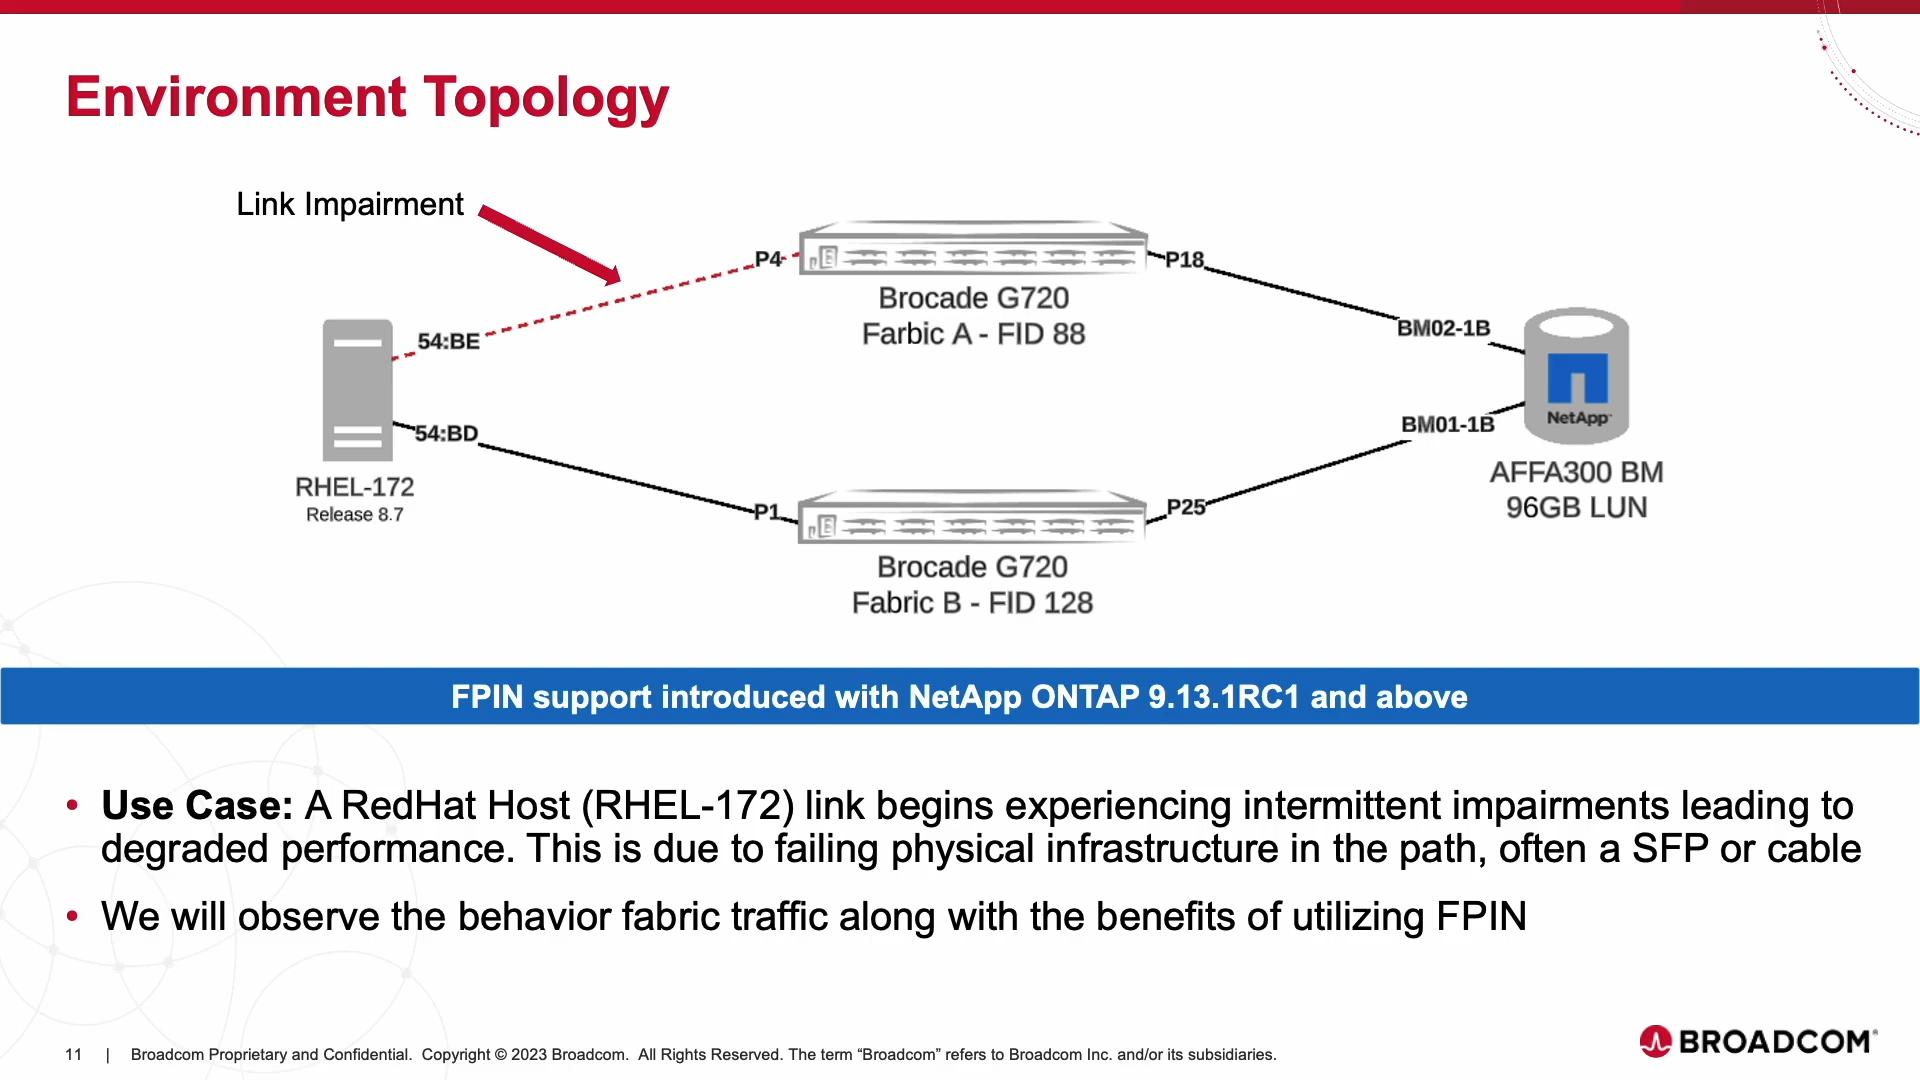 Environment Topology
Link Impairment
P4
P18
Brocade G720
Farbic A - FID 88
54:BE
BM02-1B
NetApp
54:BD
BM01-1B
RHEL-172
Release 8.7
AFFA300 BM
96GB LUN
P1
P25
Brocade G720
Fabric B - FID 128
FPIN support introduced with NetApp ONTAP 9.13.1RC1 and above
• Use Case: A RedHat Host (RHEL-172) link begins experiencing intermittent impairments leading to
degraded performance. This is due to failing physical infrastructure in the path, often a SFP or cable
• We will observe the behavior fabric traffic along with the benefits of utilizing FPIN
11 | Broadcom Proprietary and Confidential. Copyright © 2023 Broadcom. All Rights Reserved. The term “Broadcom” refers to Broadcom Inc. and/or its subsidiaries.
BROADCOM®